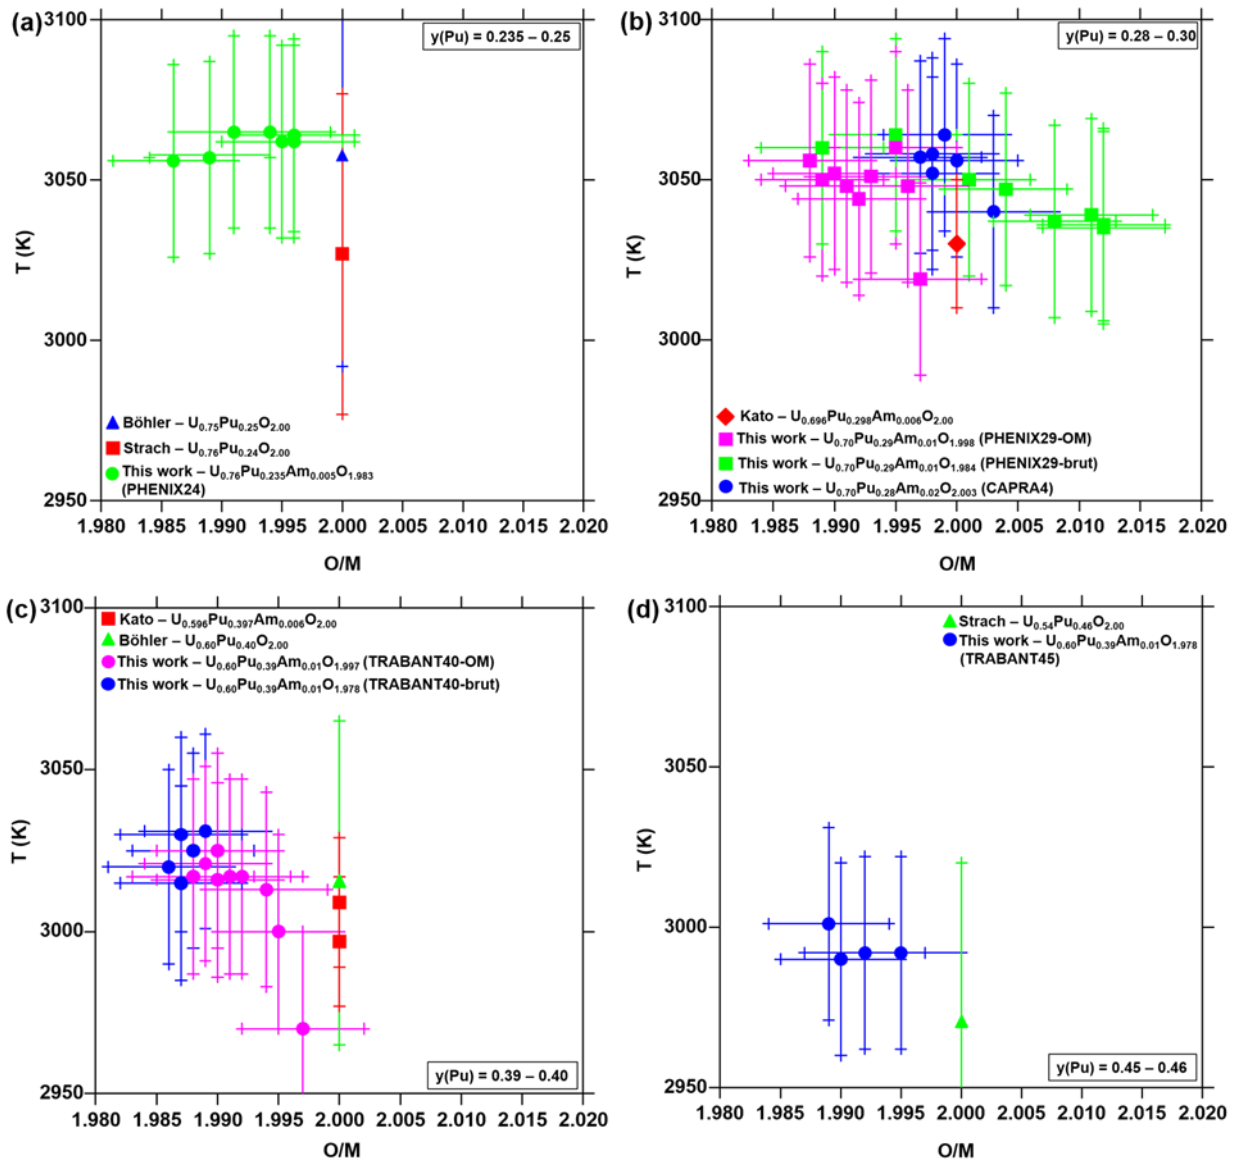 (a)
y(Pu) = 0.235 – 0.25
3100
3050
3000
2950
T (K)
Böhler – U0.75Pu0.25O2.00
Strach – U0.76Pu0.24O2.00
This work – U0.76Pu0.235Am0.005O1.983
(PHENIX24)
1.980 1.985 1.990 1.995 2.000 2.005 2.010 2.015 2.020
O/M
(b)
y(Pu) = 0.28 – 0.30
3100
3050
3000
2950
T (K)
Kato – U0.696Pu0.298Am0.006O2.00
This work – U0.70Pu0.29Am0.01O1.998 (PHENIX29-OM)
This work – U0.70Pu0.29Am0.01O1.984 (PHENIX29-brut)
This work – U0.70Pu0.28Am0.02O2.003 (CAPRA4)
1.980 1.985 1.990 1.995 2.000 2.005 2.010 2.015 2.020
O/M
(c)
3100
3050
3000
2950
T (K)
Kato – U0.596Pu0.397Am0.006O2.00
Böhler – U0.60Pu0.40O2.00
This work – U0.60Pu0.39Am0.01O1.997 (TRABANT40-OM)
This work – U0.60Pu0.39Am0.01O1.978 (TRABANT40-brut)
y(Pu) = 0.39 – 0.40
1.980 1.985 1.990 1.995 2.000 2.005 2.010 2.015 2.020
O/M
(d)
3100
3050
3000
2950
T (K)
Strach – U0.54Pu0.46O2.00
This work – U0.60Pu0.39Am0.01O1.978
(TRABANT45)
y(Pu) = 0.45 – 0.46
1.980 1.985 1.990 1.995 2.000 2.005 2.010 2.015 2.020
O/M